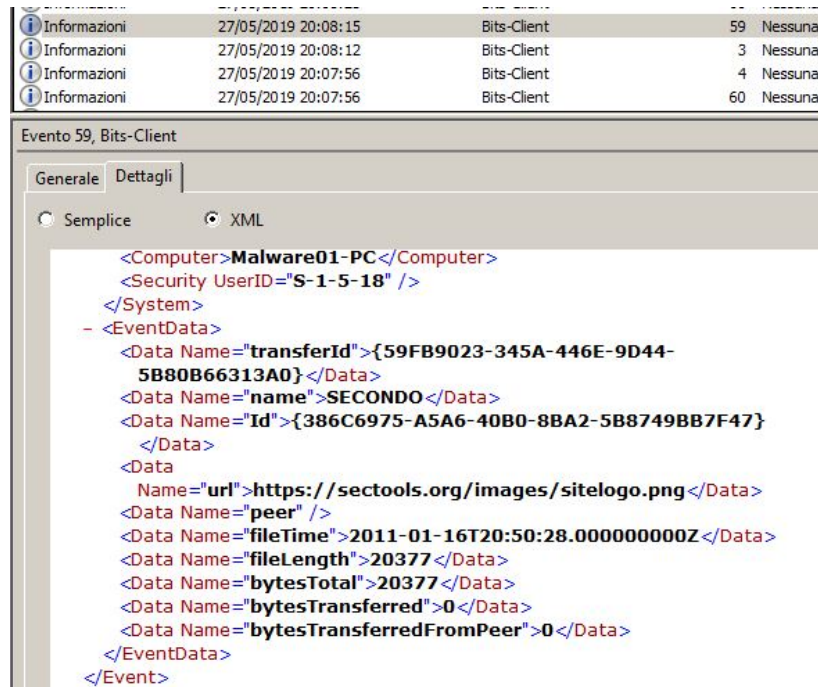 Informazioni 27/05/2019 20:08:15 Bits-Client 59 Nessuna
Informazioni 27/05/2019 20:08:12 Bits-Client 3 Nessuna
Informazioni 27/05/2019 20:07:56 Bits-Client 4 Nessuna
Informazioni 27/05/2019 20:07:56 Bits-Client 60 Nessuna
Evento 59, Bits-Client
Generale Dettagli
Semplice XML
<Computer>Malware01-PC</Computer>
<Security UserID="S-1-5-18" />
</System>
- <EventData>
<Data Name="transferId">{59FB9023-345A-446E-9D44-
5B80B66313A0}</Data>
<Data Name="name">SECONDO</Data>
<Data Name="Id">{386C6975-A5A6-40B0-8BA2-5B8749BB7F47}
</Data>
<Data
Name="url">https://sectools.org/images/sitelogo.png</Data>
<Data Name="peer" />
<Data Name="fileTime">2011-01-16T20:50:28.000000000Z</Data>
<Data Name="fileLength">20377</Data>
<Data Name="bytesTotal">20377</Data>
<Data Name="bytesTransferred">0</Data>
<Data Name="bytesTransferredFromPeer">0</Data>
</EventData>
</Event>